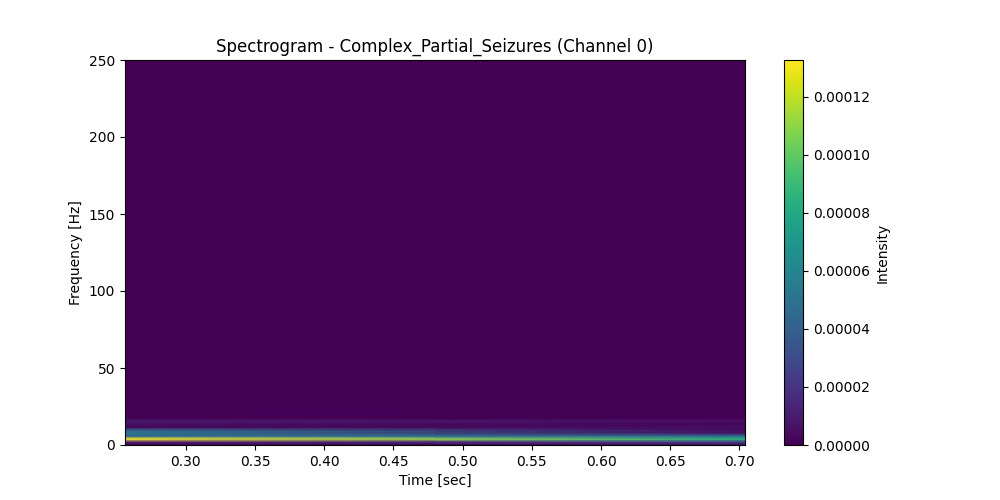 Spectrogram - Complex_Partial_Seizures (Channel 0)
250
200
150
100
50
0
Frequency [Hz]
0.30 0.35 0.40 0.45 0.50 0.55 0.60 0.65 0.70
Time [sec]
0.00012
0.00010
0.00008
0.00006
0.00004
0.00002
0.00000
Intensity